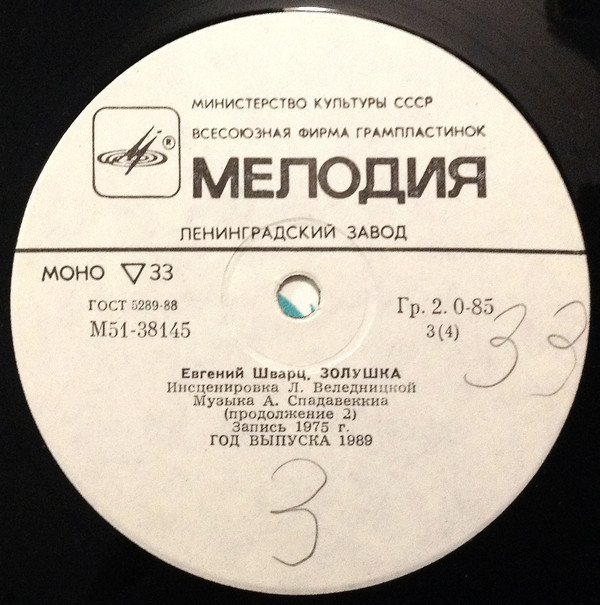 МИНИСТЕРСТВО КУЛЬТУРЫ СССР
ВСЕСОЮЗНАЯ ФИРМА ГРАМПЛАСТИНОК
®
МЕЛОДИЯ
ЛЕНИНГРАДСКИЙ ЗАВОД
МОНО ▽ 33
ГОСТ 5289-88
М51-38145
Гр. 2. 0-85
3(4)
33
Евгений Шварц. ЗОЛУШКА
Инсценировка Л. Веледницкой
Музыка А. Спадавеккиа
(продолжение 2)
Запись 1975 г.
ГОД ВЫПУСКА 1989
3